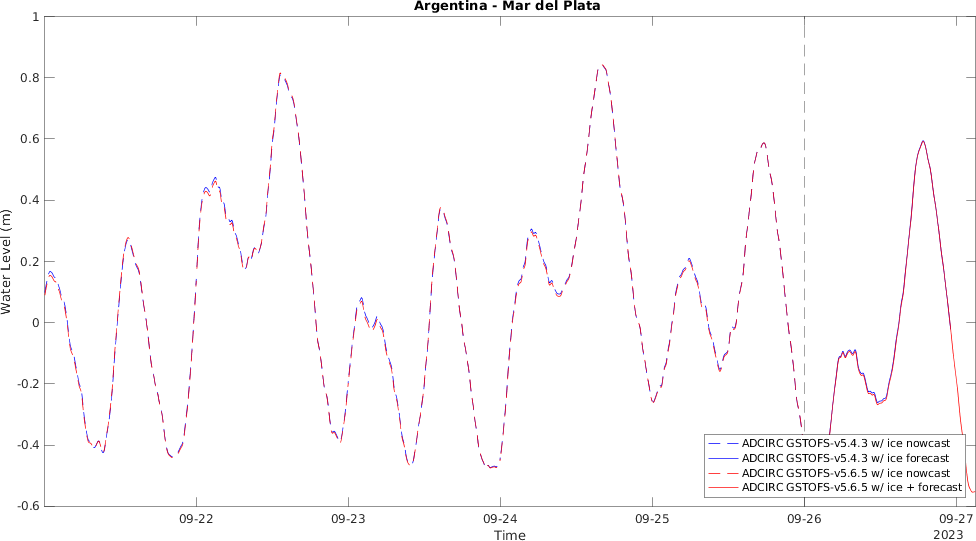 Argentina - Mar del Plata
1
0.8
0.6
0.4
0.2
0
-0.2
-0.4
-0.6
Water Level (m)
09-22
09-23
09-24
09-25
09-26
09-27
2023
Time
ADCIRC GSTOFS-v5.4.3 w/ ice nowcast
ADCIRC GSTOFS-v5.4.3 w/ ice forecast
ADCIRC GSTOFS-v5.6.5 w/ ice nowcast
ADCIRC GSTOFS-v5.6.5 w/ ice + forecast